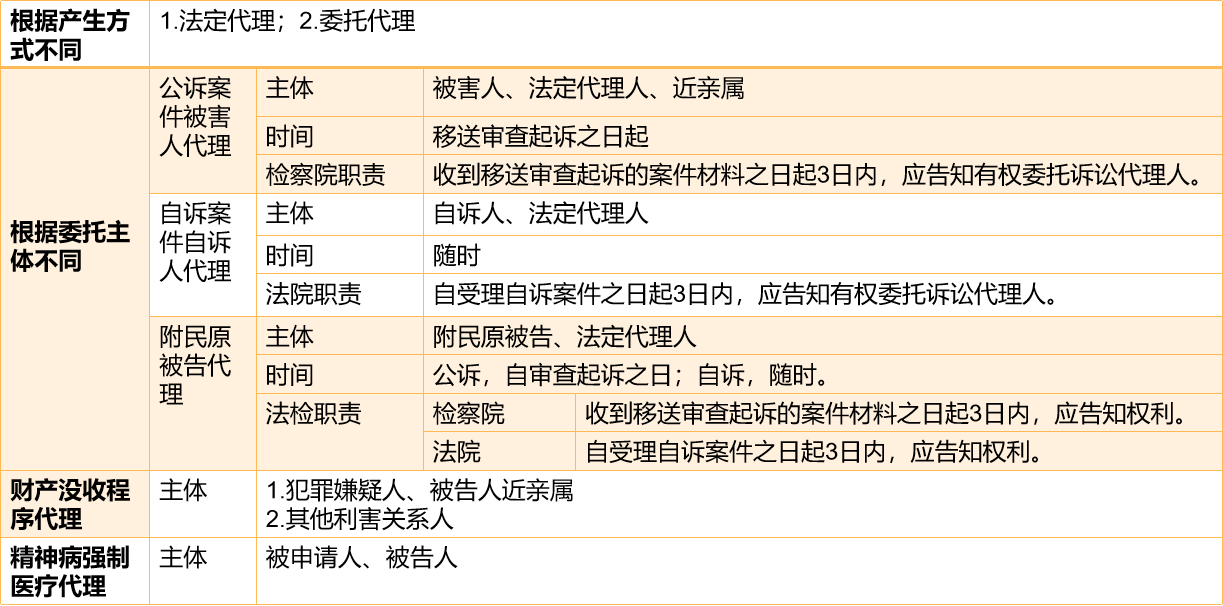 根据产生方
式不同
1.法定代理；2.委托代理
根据委托主
体不同
公诉案
件被害
人代理
主体
被害人、法定代理人、近亲属
时间
移送审查起诉之日起
检察院职责
收到移送审查起诉的案件材料之日起3日内，应告知有权委托诉讼代理人。
自诉案
件自诉
人代理
主体
自诉人、法定代理人
时间
随时
法院职责
自受理自诉案件之日起3日内，应告知有权委托诉讼代理人。
附民原
被告代
理
主体
附民原被告、法定代理人
时间
公诉，自审查起诉之日；自诉，随时。
法检职责
检察院
收到移送审查起诉的案件材料之日起3日内，应告知权利。
法院
自受理自诉案件之日起3日内，应告知权利。
财产没收程
序代理
主体
1.犯罪嫌疑人、被告人近亲属
2.其他利害关系人
精神病强制
医疗代理
主体
被申请人、被告人